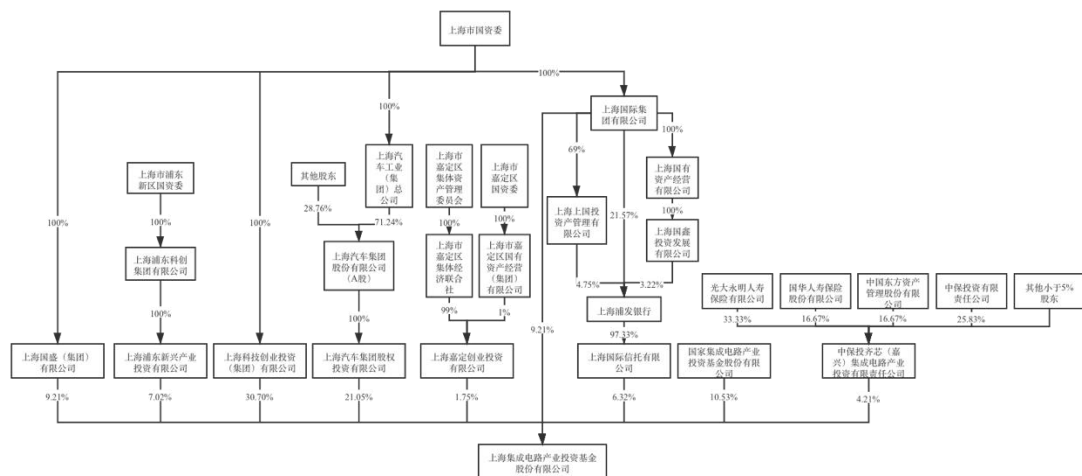 上海市国资委
100%
100%
上海国际集
团有限公司
100%
100%
69%
上海汽
车工业
(集
团)总
公司
上海市
嘉定区
集体资
产管理
委员会
上海市
嘉定区
国资委
上海国有
资产经营
有限公司
其他股东
上海市浦东
新区国资委
28.76%
71.24%
100%
100%
100%
上海上国投
资产管理有
限公司
21.57%
100%
100%
100%
上海国鑫
投资发展
有限公司
上海浦东科创
集团有限公司
上海汽车集团
股份有限公司
(A股)
上海市
嘉定区
集体经
济联合
社
上海市嘉
定区国有
资产经营
(集团)
有限公司
4.75%
3.22%
光大永明人寿
保险有限公司
国华人寿保险
股份有限公司
中国东方资产
管理股份有限
公司
中保投资有限
责任公司
其他小于5%
股东
99%
1%
上海浦发银行
33.33%
16.67%
16.67%
25.83%
100%
100%
9.21%
97.33%
上海国盛(集团)
有限公司
上海浦东新兴产业
投资有限公司
上海科技创业投资
(集团)有限公司
上海汽车集团股权
投资有限公司
上海嘉定创业投资
有限公司
上海国际信托有限
公司
国家集成电路产业
投资基金股份有限公
司
中保投齐芯(嘉
兴)集成电路产业
投资有限责任公司
9.21%
7.02%
30.70%
21.05%
1.75%
6.32%
10.53%
4.21%
上海集成电路产业投资基金
股份有限公司